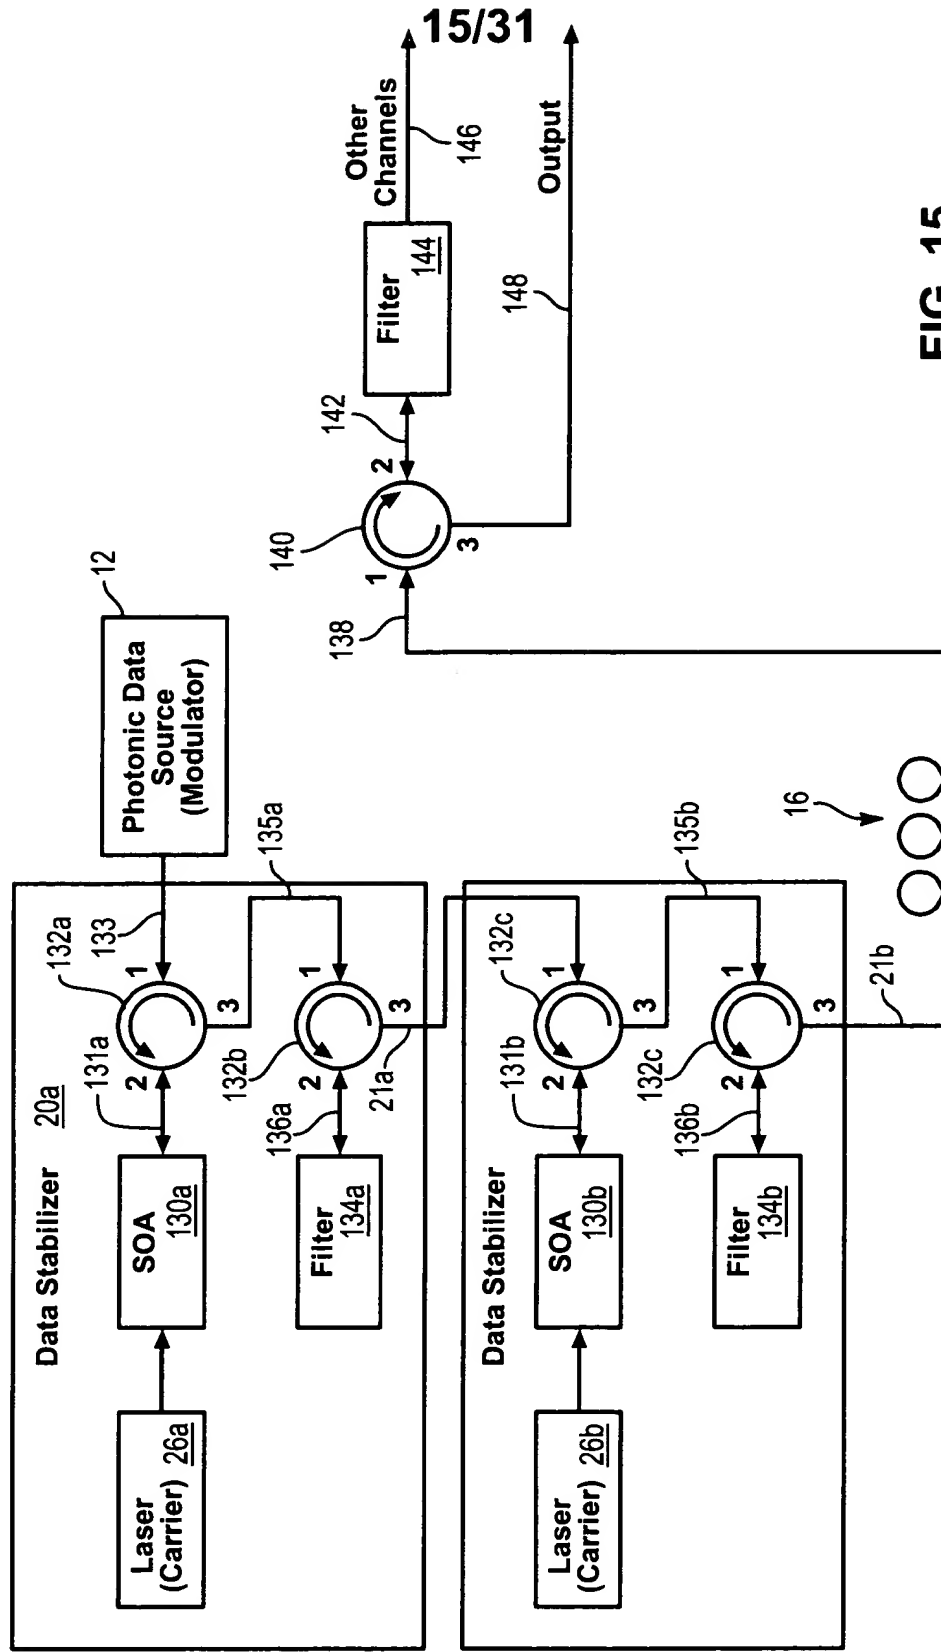 15/31
Data Stabilizer
20a
Laser
(Carrier) 26a
SOA
130a
131a
2
132a
1
3
133
Photonic Data
Source
(Modulator)
12
135a
Filter
134a
136a
2
132b
1
3
21a
Data Stabilizer
Laser
(Carrier) 26b
SOA
130b
131b
2
132c
1
3
135b
Filter
134b
136b
2
132c
1
3
21b
16
138
1
140
2
3
142
Filter
144
Other
Channels
146
148
Output
FIG. 15